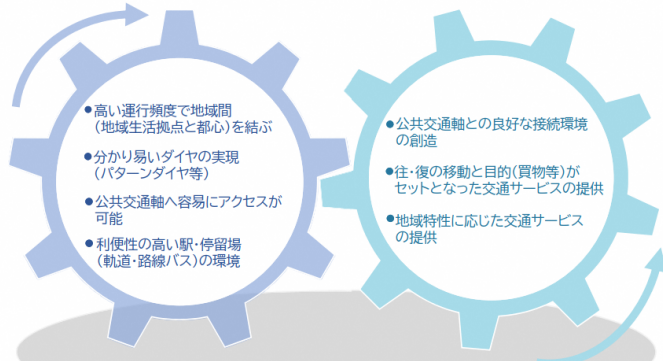 ●高い運行頻度で地域間
（地域生活拠点と都心）を結ぶ
●分かり易いダイヤの実現
（パターンダイヤ等）
●公共交通軸へ容易にアクセスが
可能
●利便性の高い駅・停留場
（軌道・路線バス）の環境
●公共交通軸との良好な接続環境
の創造
●往・復の移動と目的（買物等）が
セットとなった交通サービスの提供
●地域特性に応じた交通サービス
の提供